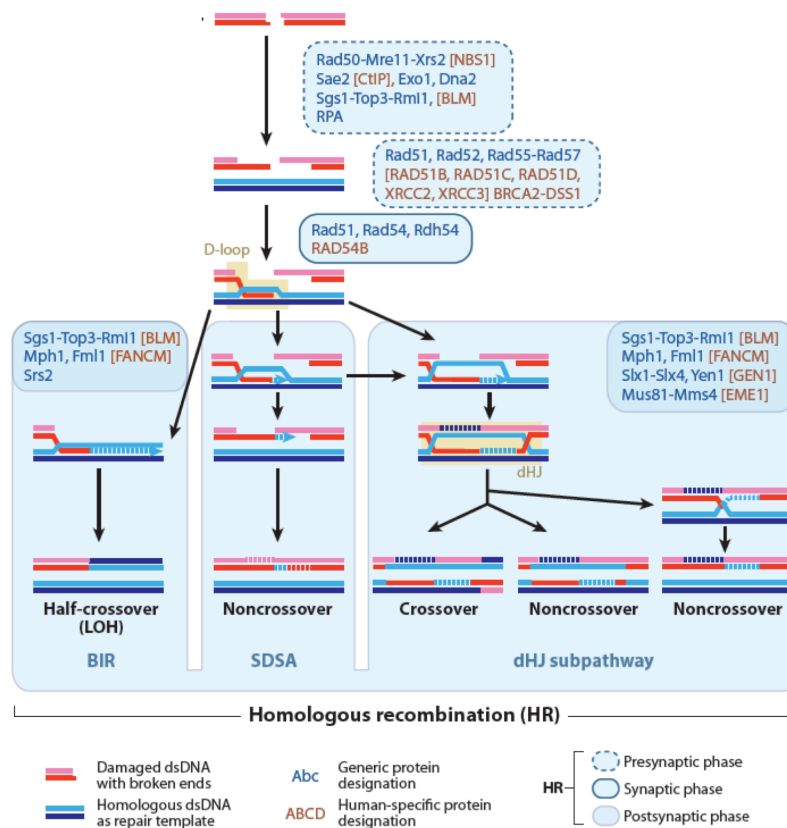 Rad50-Mre11-Xrs2 [NBS1]
Sae2 [CtIP], Exo1, Dna2
Sgs1-Top3-Rmi1, [BLM]
RPA
Rad51, Rad52, Rad55-Rad57
[RAD51B, RAD51C, RAD51D,
XRCC2, XRCC3] BRCA2-DSS1
Rad51, Rad54, Rdh54
RAD54B
D-loop
Sgs1-Top3-Rmi1 [BLM]
Mph1, Fml1 [FANCM]
Srs2
Sgs1-Top3-Rmi1 [BLM]
Mph1, Fml1 [FANCM]
Slx1-Slx4, Yen1 [GEN1]
Mus81-Mms4 [EME1]
dHJ
Half-crossover
(LOH)
Noncrossover
Crossover
Noncrossover
Noncrossover
BIR
SDSA
dHJ subpathway
Homologous recombination (HR)
Damaged dsDNA
with broken ends
Homologous dsDNA
as repair template
Abc
Generic protein
designation
ABCD
Human-specific protein
designation
HR
Presynaptic phase
Synaptic phase
Postsynaptic phase